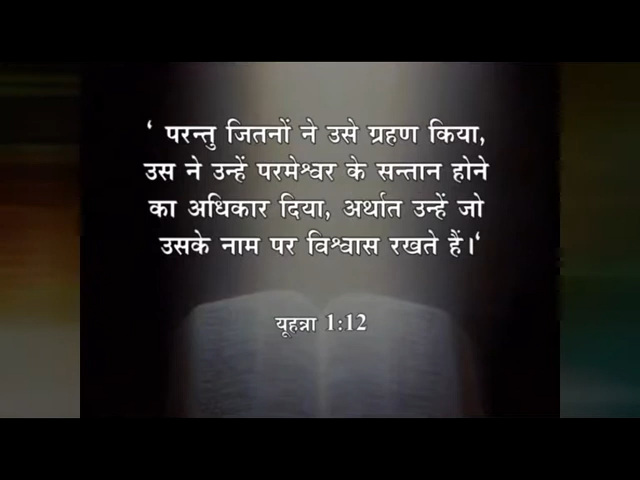 ‘ परन्तु जितनों ने उसे ग्रहण किया,
उस ने उन्हें परमेश्वर के सन्तान होने
का अधिकार दिया, अर्थात उन्हें जो
उसके नाम पर विश्वास रखते हैं।‘
यूहन्ना 1:12